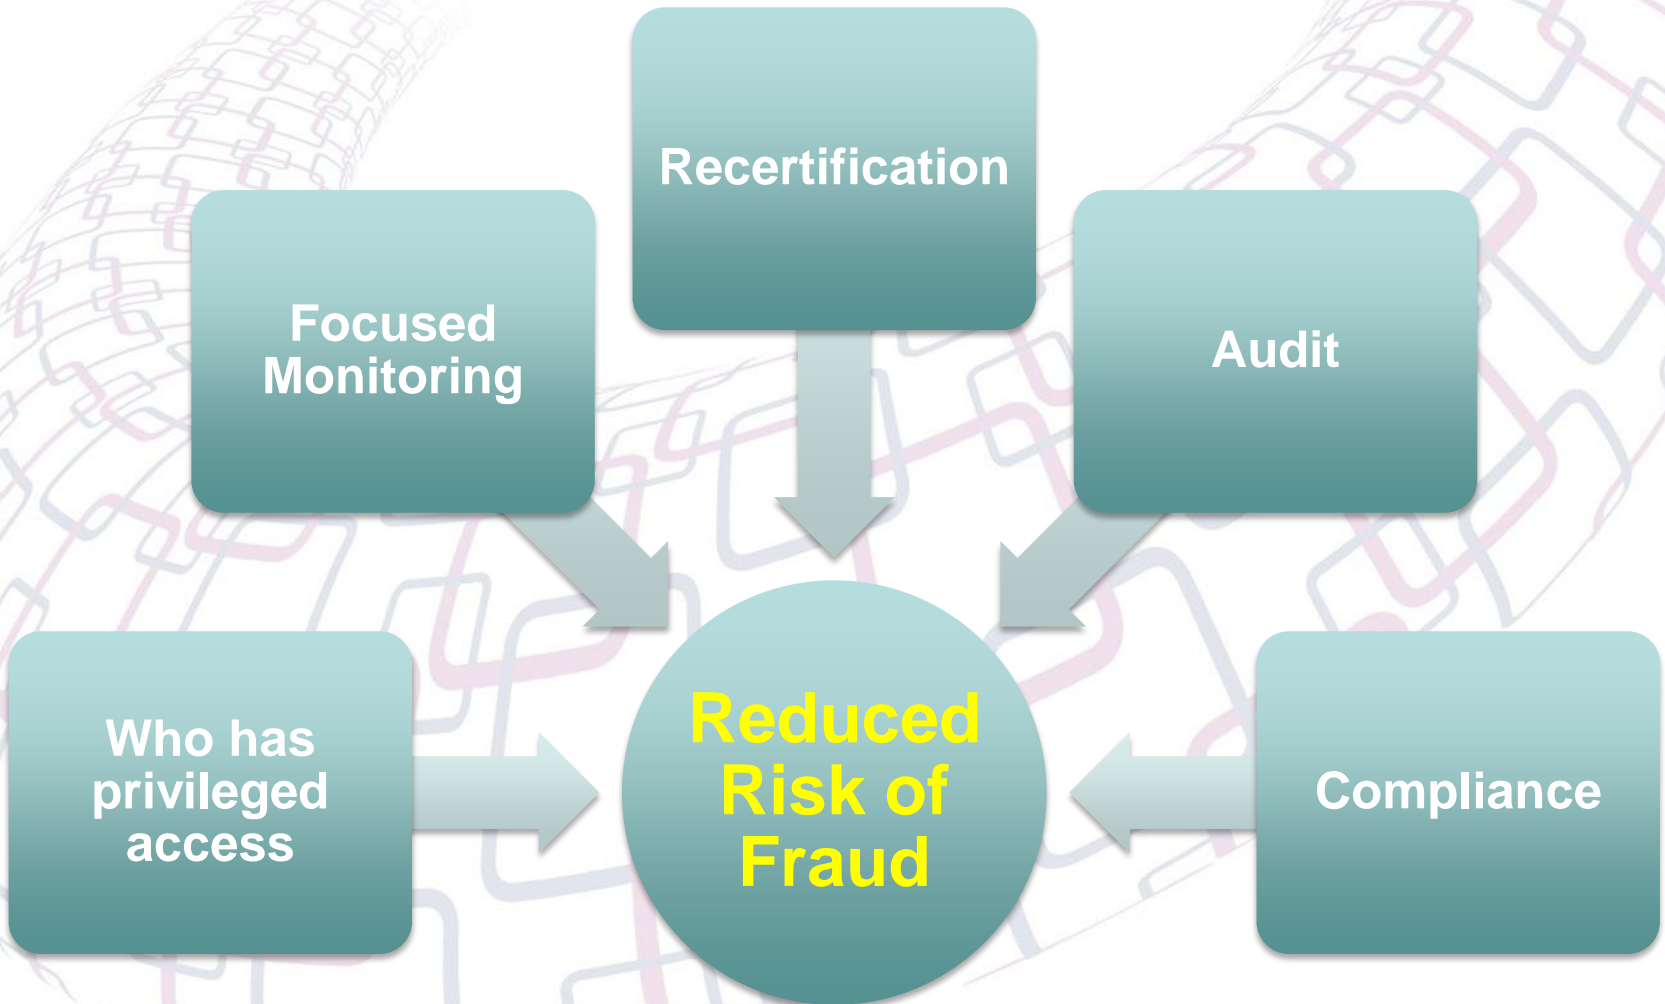 Recertification
Focused
Monitoring
Audit
Who has
privileged
access
Reduced
Risk of
Fraud
Compliance